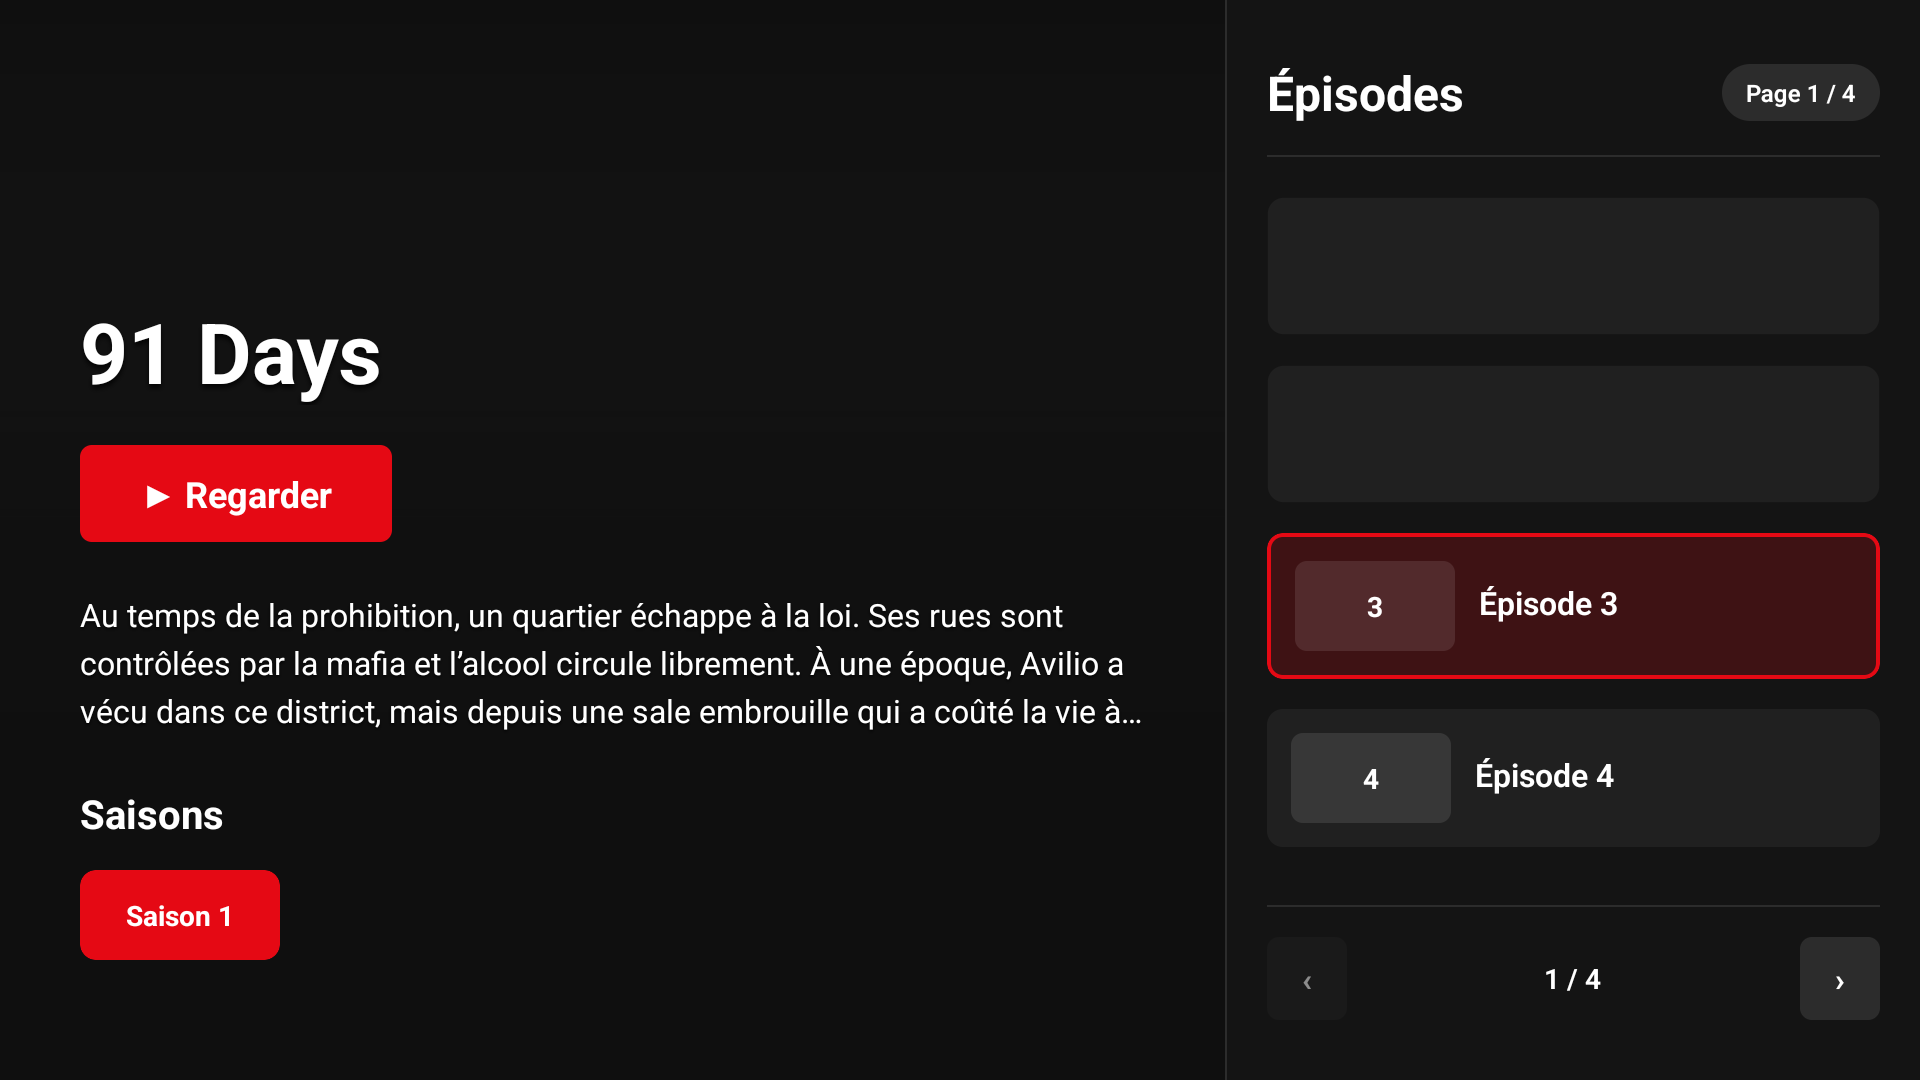 91 Days
▶ Regarder
Au temps de la prohibition, un quartier échappe à la loi. Ses rues sont
contrôlées par la mafia et l’alcool circule librement. À une époque, Avilio a
vécu dans ce district, mais depuis une sale embrouille qui a coûté la vie à…
Saisons
Saison 1
Épisodes
Page 1 / 4
3
Épisode 3
4
Épisode 4
‹
1 / 4
›